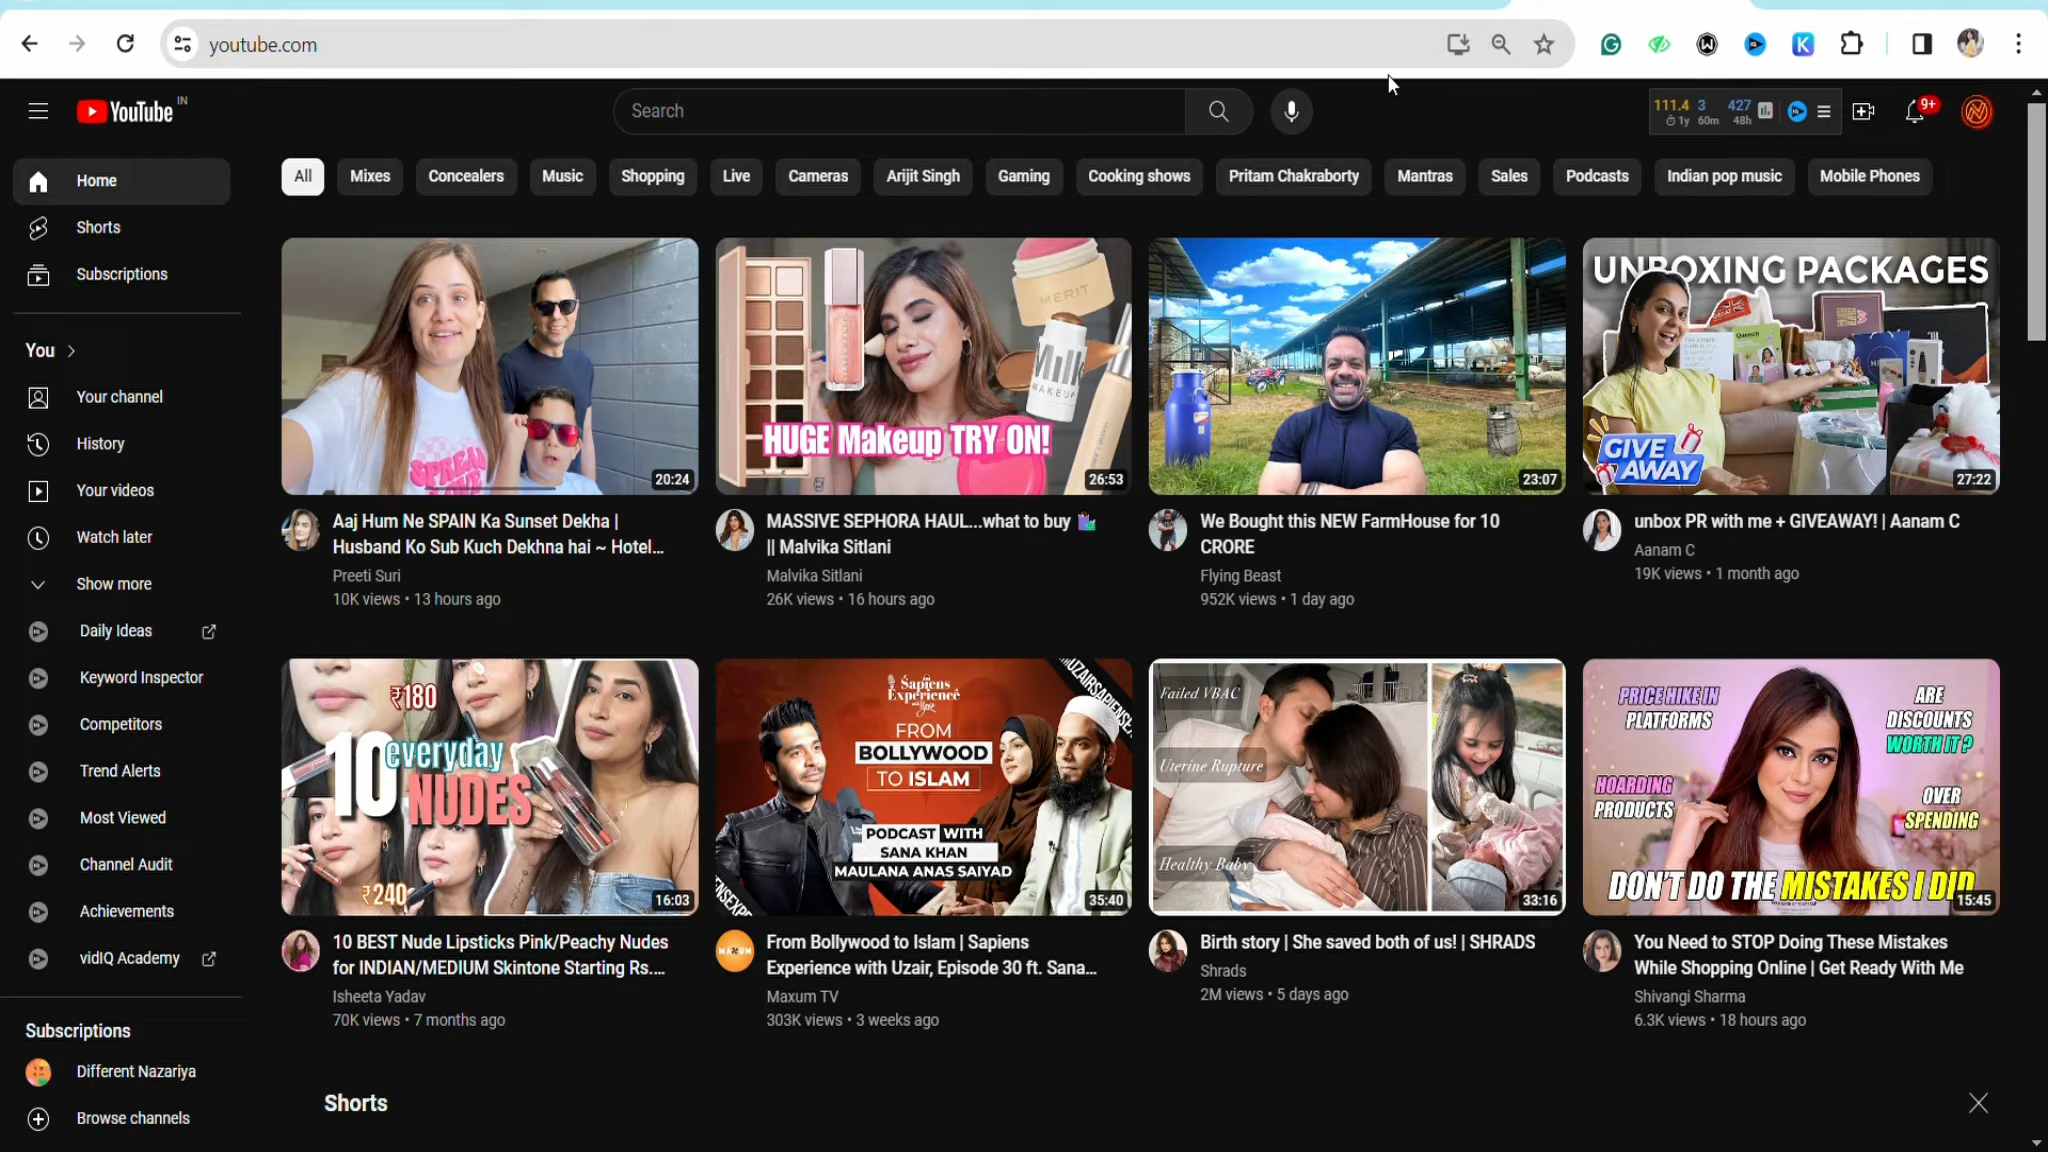 youtube.com
YouTube IN
Search
111.4 3 427
1y 60m 48h
9+
Home
Shorts
Subscriptions
You
Your channel
History
Your videos
Watch later
Show more
Daily Ideas
Keyword Inspector
Competitors
Trend Alerts
Most Viewed
Channel Audit
Achievements
vidIQ Academy
Subscriptions
Different Nazariya
Browse channels
All Mixes Concealers Music Shopping Live Cameras Arijit Singh Gaming Cooking shows Pritam Chakraborty Mantras Sales Podcasts Indian pop music Mobile Phones
20:24
Aaj Hum Ne SPAIN Ka Sunset Dekha |
Husband Ko Sub Kuch Dekhna hai ~ Hotel...
Preeti Suri
10K views • 13 hours ago
MERIT
Milk
MAKEUP
HUGE Makeup TRY ON!
26:53
MASSIVE SEPHORA HAUL...what to buy 🛍️
|| Malvika Sitlani
Malvika Sitlani
26K views • 16 hours ago
23:07
We Bought this NEW FarmHouse for 10
CRORE
Flying Beast
952K views • 1 day ago
UNBOXING PACKAGES
GIVE
AWAY
27:22
unbox PR with me + GIVEAWAY! | Aanam C
Aanam C
19K views • 1 month ago
₹180
10 everyday
NUDES
₹240
16:03
10 BEST Nude Lipsticks Pink/Peachy Nudes
for INDIAN/MEDIUM Skintone Starting Rs....
Isheeta Yadav
70K views • 7 months ago
Sapiens
Experience
FROM
BOLLYWOOD
TO ISLAM
PODCAST WITH
SANA KHAN
MAULANA ANAS SAIYAD
35:40
From Bollywood to Islam | Sapiens
Experience with Uzair, Episode 30 ft. Sana...
Maxum TV
303K views • 3 weeks ago
Failed VBAC
Uterine Rupture
Healthy Baby
33:16
Birth story | She saved both of us! | SHRADS
Shrads
2M views • 5 days ago
PRICE HIKE IN
PLATFORMS
ARE
DISCOUNTS
WORTH IT?
HOARDING
PRODUCTS
OVER
SPENDING
DON'T DO THE MISTAKES I DID
15:45
You Need to STOP Doing These Mistakes
While Shopping Online | Get Ready With Me
Shivangi Sharma
6.3K views • 18 hours ago
Shorts